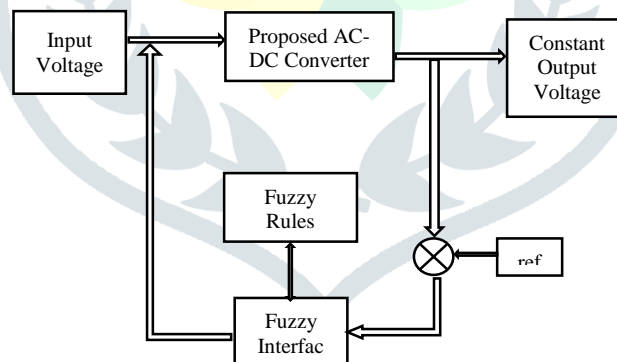 Input
Voltage
Proposed AC-
DC Converter
Constant
Output
Voltage
Fuzzy
Rules
ref
Fuzzy
Interfac